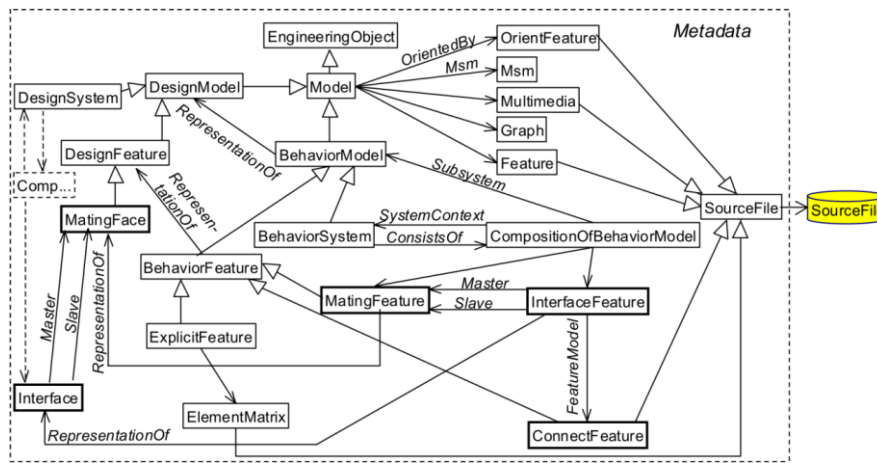 Metadata
EngineeringObject
OrientedBy
OrientFeature
Msm
Msm
DesignSystem
DesignModel
Model
Multimedia
RepresentationOf
Graph
DesignFeature
BehaviorModel
Feature
Comp...
Represen-
tationOf
Subsystem
SourceFile
SourceFil
MatingFace
SystemContext
BehaviorSystem
ConsistsOf
CompositionOfBehaviorModel
BehaviorFeature
Master
Slave
RepresentationOf
MatingFeature
Master
Slave
InterfaceFeature
ExplicitFeature
FeatureModel
Interface
ElementMatrix
RepresentationOf
ConnectFeature